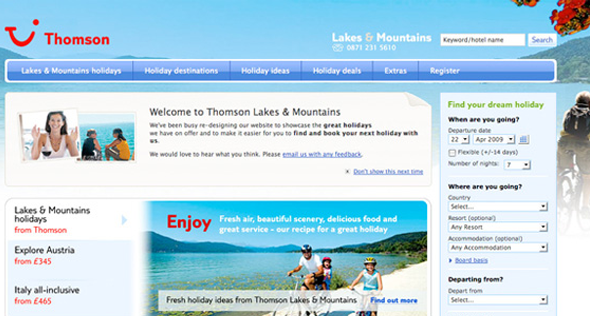 Thomson
Lakes & Mountains
0871 231 5610
Keyword/hotel name
Search
Lakes & Mountains holidays
Holiday destinations
Holiday ideas
Holiday deals
Extras
Register
Welcome to Thomson Lakes & Mountains
We've been busy re-designing our website to showcase the great holidays
we have on offer and to make it easier for you to find and book your next holiday with
us.
We would love to hear what you think. Please email us with any feedback.
Don't show this next time
Find your dream holiday
When are you going?
Departure date
22 Apr 2009
Flexible (+/-14 days)
Number of nights: 7
Where are you going?
Country
Select...
Resort (optional)
Any Resort
Accommodation (optional)
Any Accommodation
Board basis
Departing from?
Depart from
Select...
Lakes & Mountains
holidays
from Thomson
Explore Austria
from £345
Italy all-inclusive
from £465
Enjoy
Fresh air, beautiful scenery, delicious food and
great service - our recipe for a great holiday
Fresh holiday ideas from Thomson Lakes & Mountains
Find out more